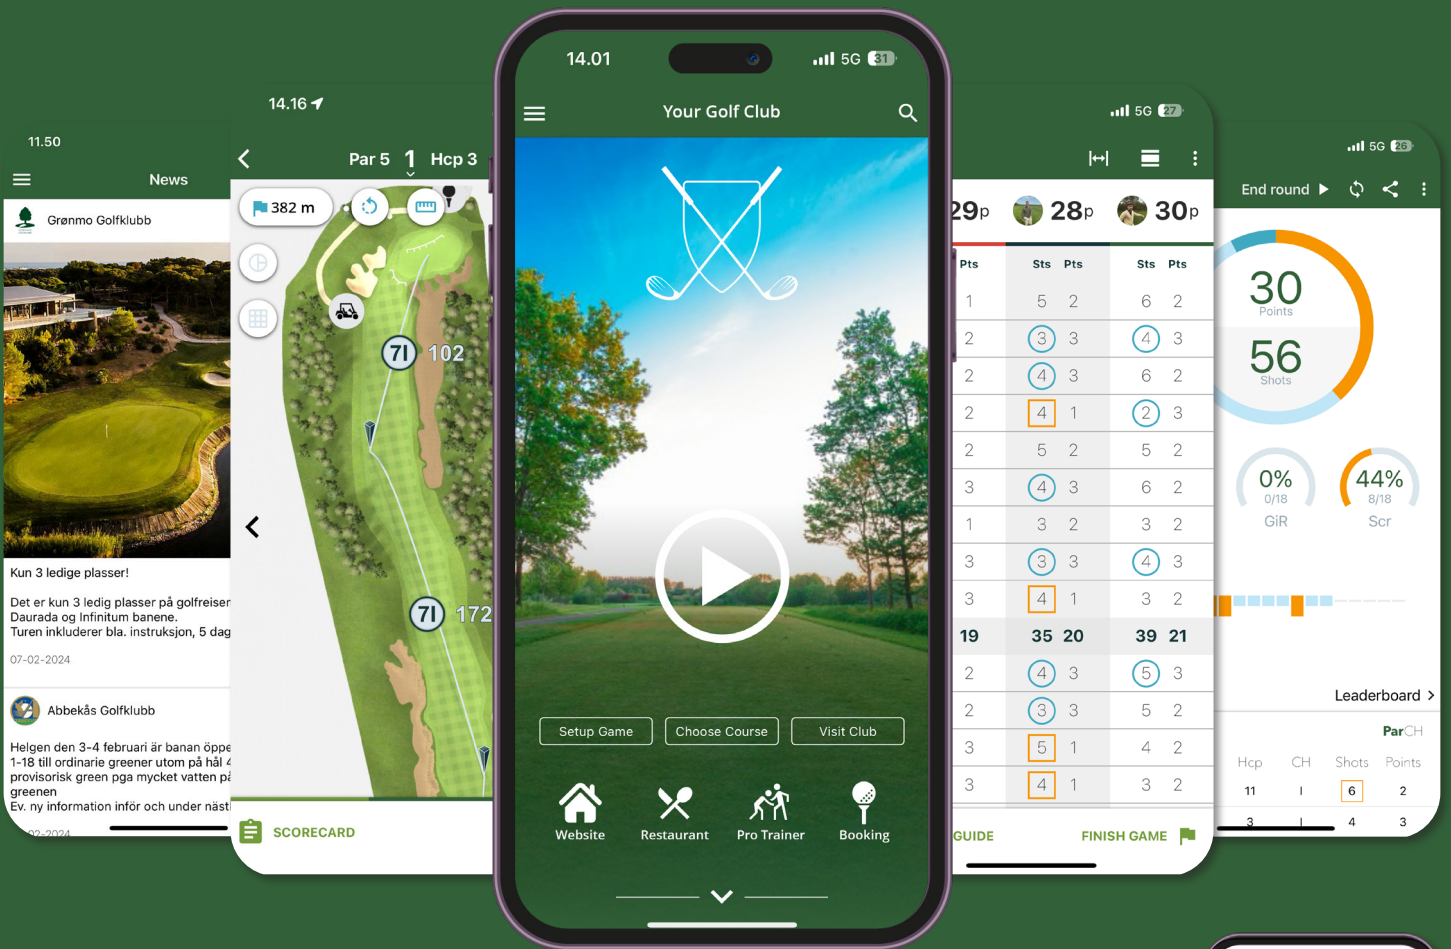 11.50
News
Grønmo Golfklubb
Kun 3 ledige plasser!
Det er kun 3 ledig plasser på golfreisen
Daurada og Infinitum banene.
Turen inkluderer bla. instruksjon, 5 dag
07-02-2024
Abbekås Golfklubb
Helgen den 3-4 februari är banan öppe
1-18 till ordinarie greener utom på hål 4
provisorisk green pga mycket vatten på
greenen
Ev. ny information inför och under näst
02-2024
14.16
Par 5 1 Hcp 3
382 m
7I 102
7I 172
SCORECARD
14.01
5G 31
Your Golf Club
Setup Game Choose Course Visit Club
Website Restaurant Pro Trainer Booking
5G 27
29p 28p 30p
Pts Sts Pts Sts Pts
1 5 2 6 2
2 3 3 4 3
2 4 3 6 2
2 4 1 2 3
2 5 2 5 2
3 4 3 6 2
1 3 2 3 2
3 3 3 4 3
3 4 1 3 2
19 35 20 39 21
2 4 3 5 3
2 3 3 5 2
3 5 1 4 2
3 4 1 3 2
GUIDE FINISH GAME
5G 26
End round
30
Points
56
Shots
0%
0/18
GiR
44%
8/18
Scr
Leaderboard
ParCH
Hcp CH Shots Points
11 I 6 2
3 I 4 3